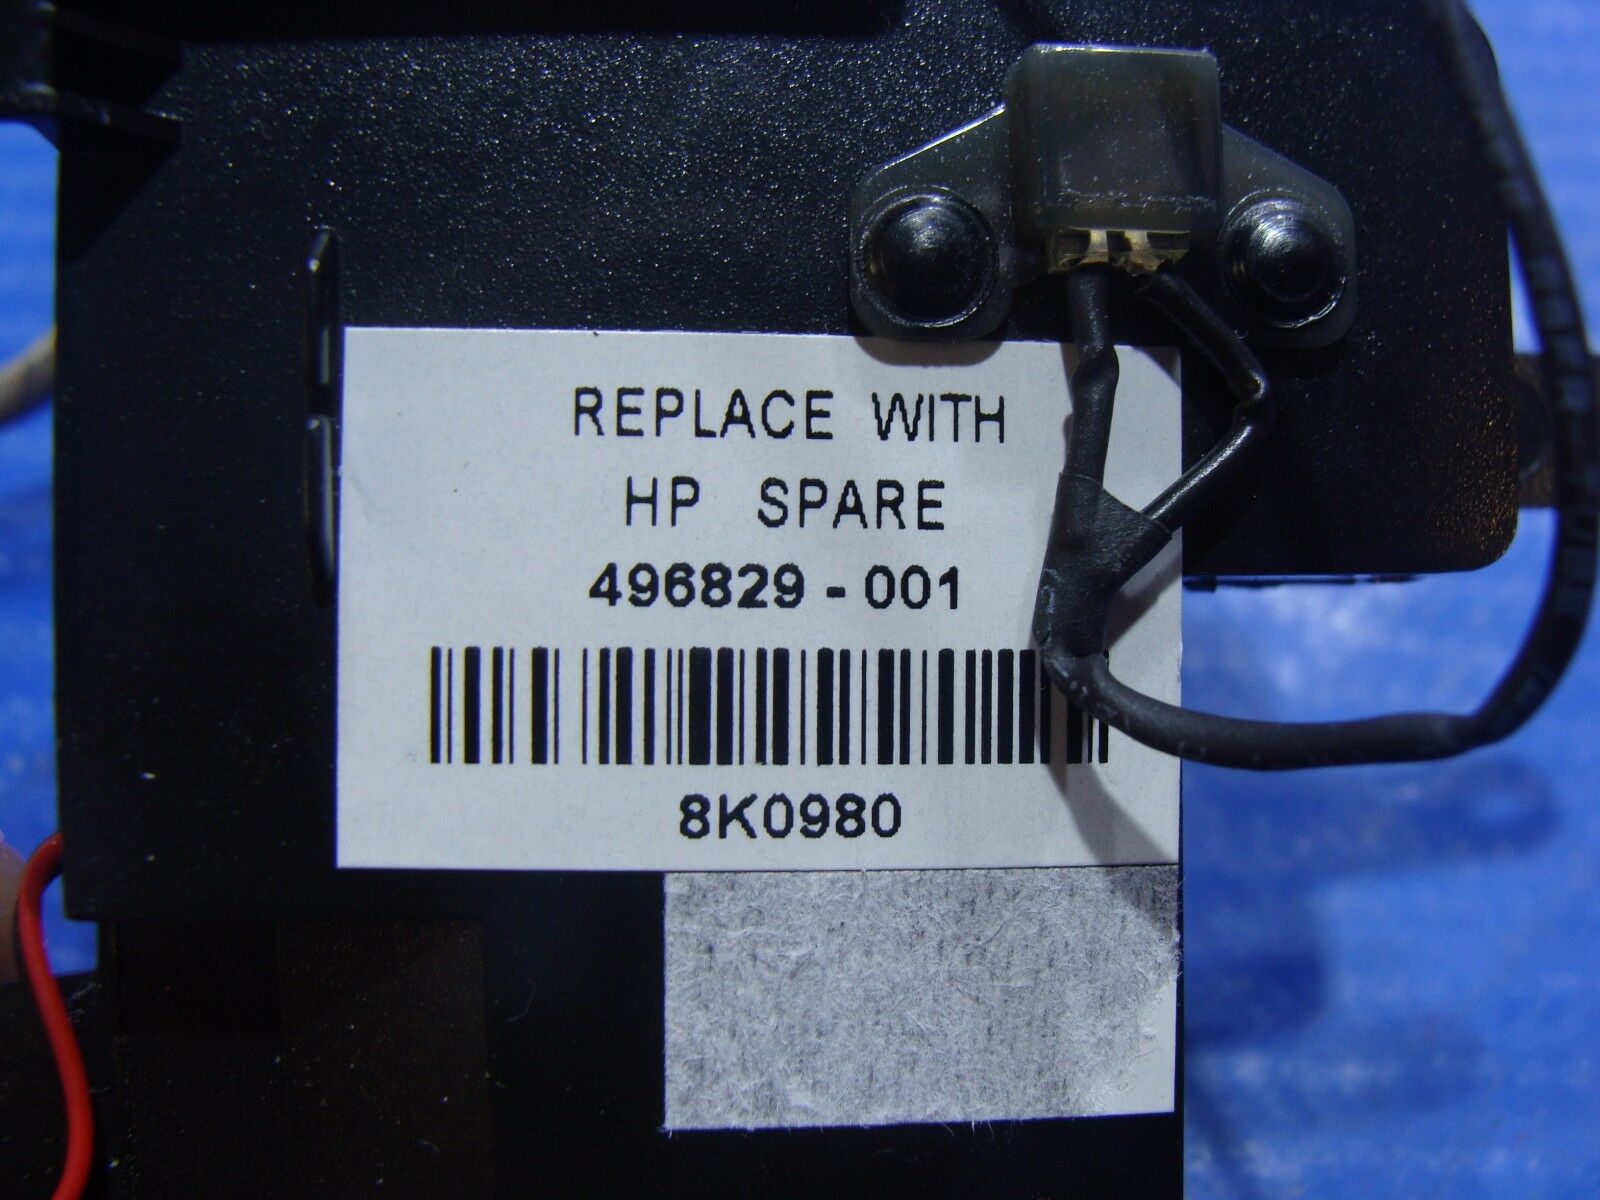 REPLACE WITH
HP SPARE
496829 - 001
8K0980